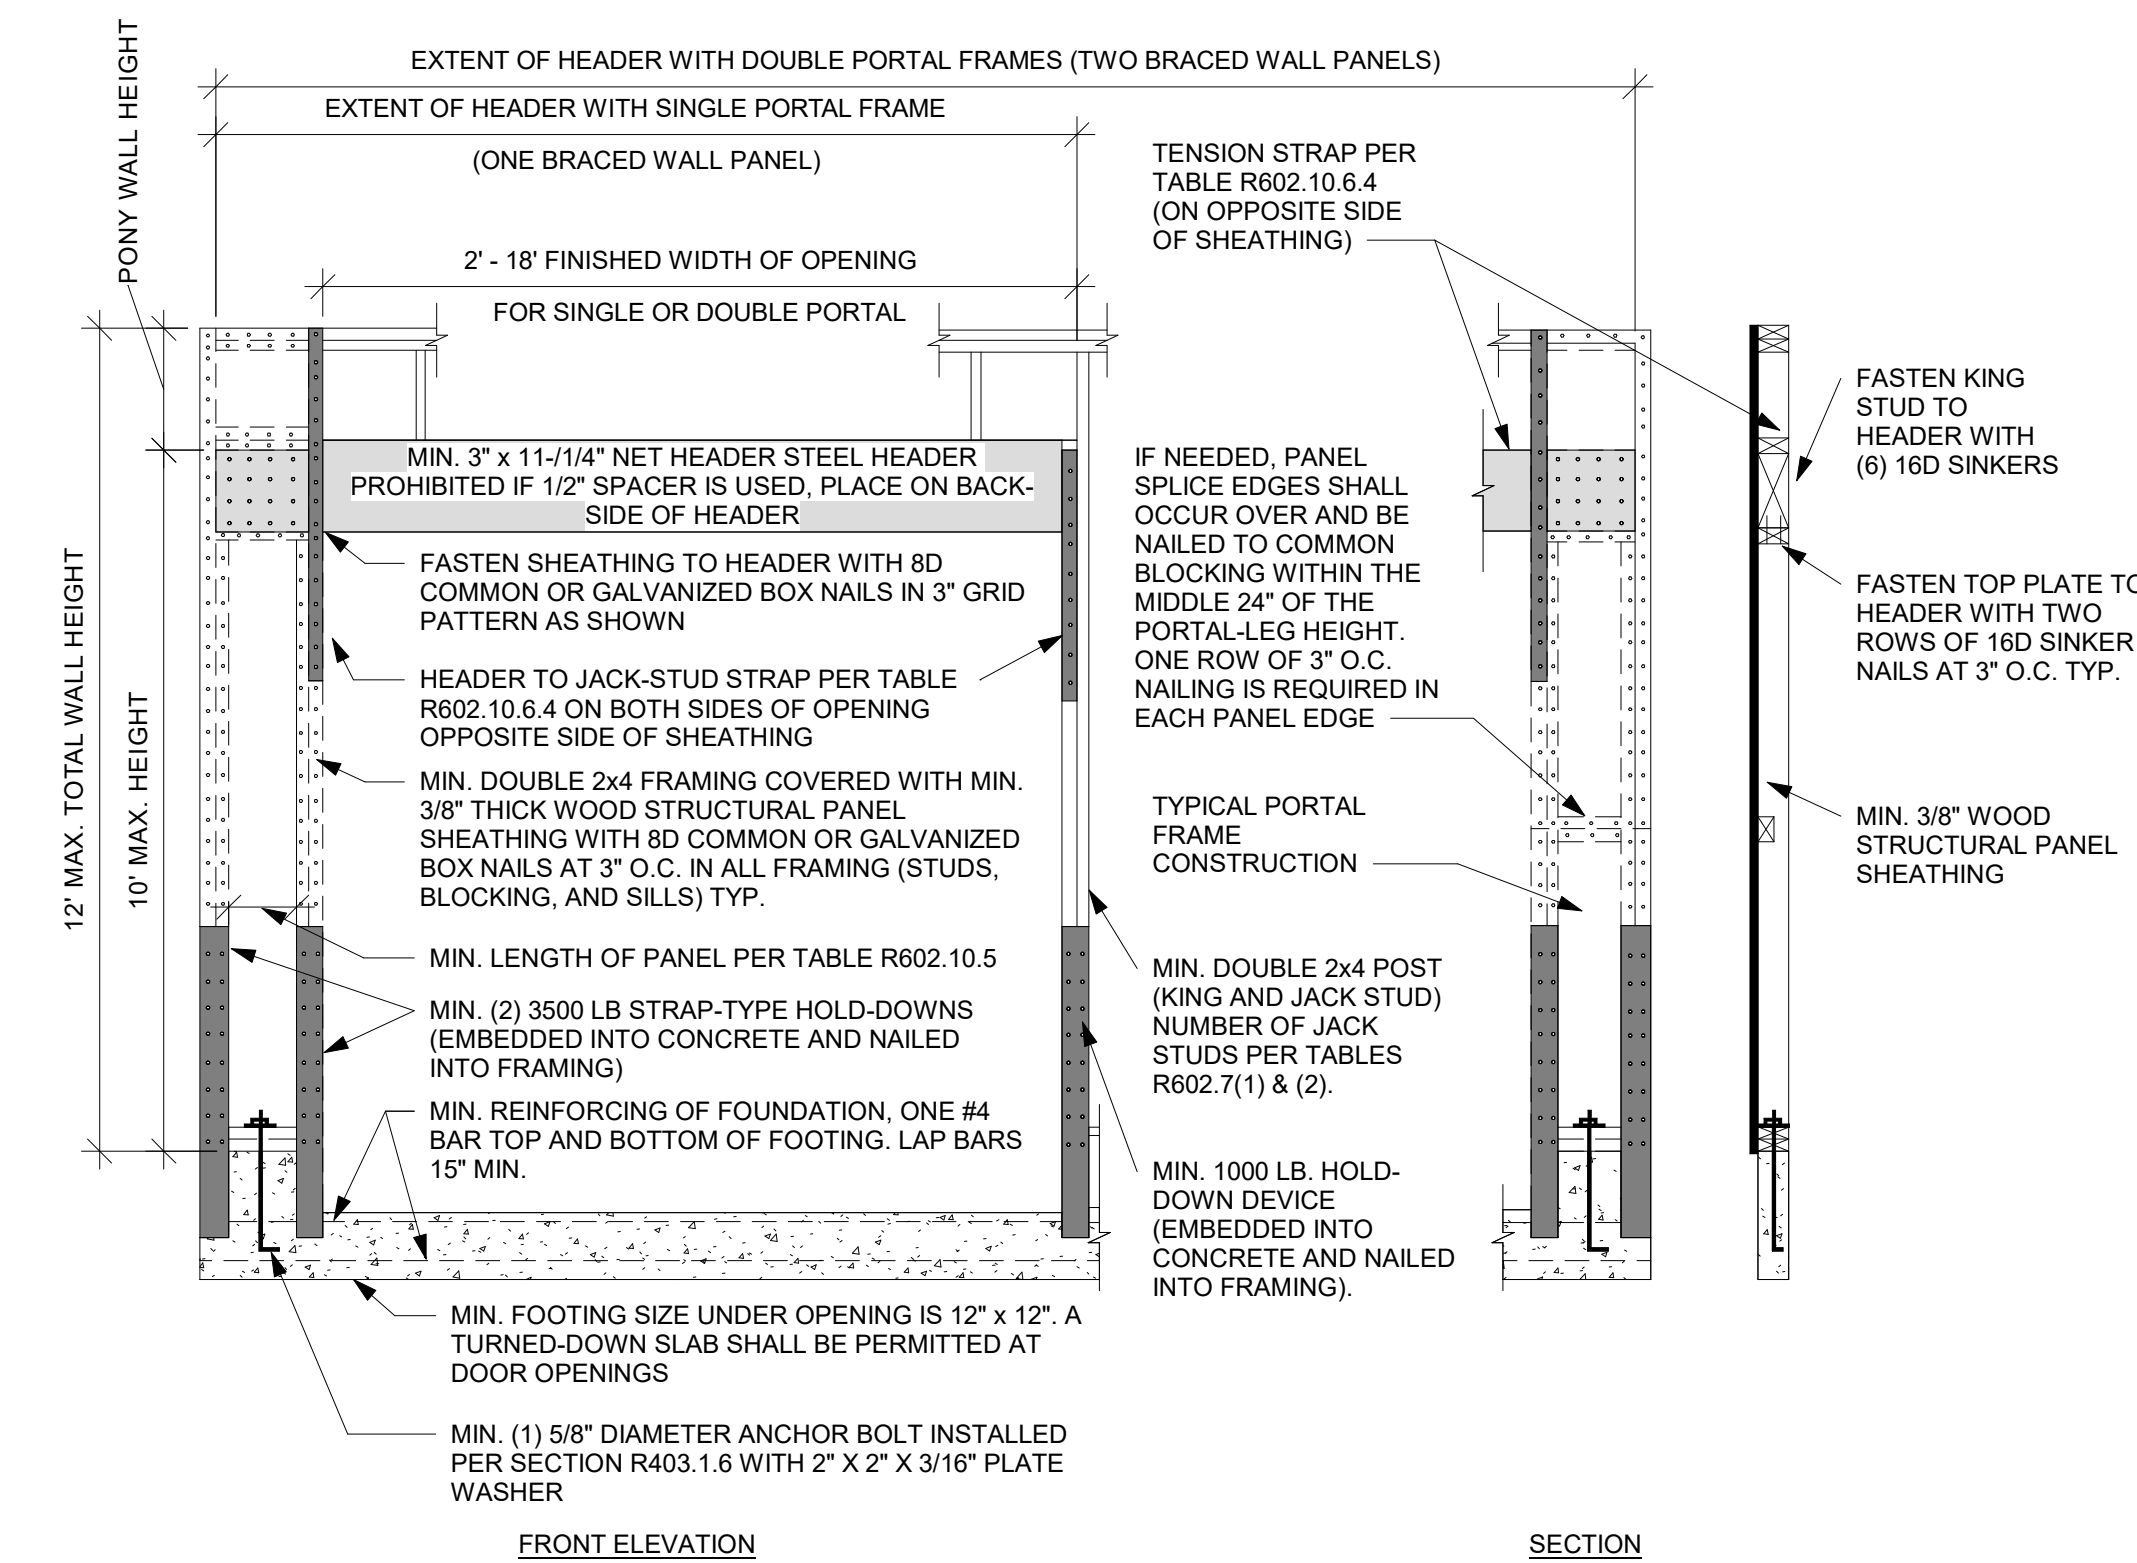 PONY WALL HEIGHT
EXTENT OF HEADER WITH DOUBLE PORTAL FRAMES (TWO BRACED WALL PANELS)
EXTENT OF HEADER WITH SINGLE PORTAL FRAME
(ONE BRACED WALL PANEL)
2' - 18' FINISHED WIDTH OF OPENING
FOR SINGLE OR DOUBLE PORTAL
12' MAX. TOTAL WALL HEIGHT
10' MAX. HEIGHT
MIN. 3" x 11-/1/4" NET HEADER STEEL HEADER
PROHIBITED IF 1/2" SPACER IS USED, PLACE ON BACK-
SIDE OF HEADER
FASTEN SHEATHING TO HEADER WITH 8D
COMMON OR GALVANIZED BOX NAILS IN 3" GRID
PATTERN AS SHOWN
HEADER TO JACK-STUD STRAP PER TABLE
R602.10.6.4 ON BOTH SIDES OF OPENING
OPPOSITE SIDE OF SHEATHING
MIN. DOUBLE 2x4 FRAMING COVERED WITH MIN.
3/8" THICK WOOD STRUCTURAL PANEL
SHEATHING WITH 8D COMMON OR GALVANIZED
BOX NAILS AT 3" O.C. IN ALL FRAMING (STUDS,
BLOCKING, AND SILLS) TYP.
MIN. LENGTH OF PANEL PER TABLE R602.10.5
MIN. (2) 3500 LB STRAP-TYPE HOLD-DOWNS
(EMBEDDED INTO CONCRETE AND NAILED
INTO FRAMING)
MIN. REINFORCING OF FOUNDATION, ONE #4
BAR TOP AND BOTTOM OF FOOTING. LAP BARS
15" MIN.
MIN. FOOTING SIZE UNDER OPENING IS 12" x 12". A
TURNED-DOWN SLAB SHALL BE PERMITTED AT
DOOR OPENINGS
MIN. (1) 5/8" DIAMETER ANCHOR BOLT INSTALLED
PER SECTION R403.1.6 WITH 2" X 2" X 3/16" PLATE
WASHER
FRONT ELEVATION
TENSION STRAP PER
TABLE R602.10.6.4
(ON OPPOSITE SIDE
OF SHEATHING)
IF NEEDED, PANEL
SPLICE EDGES SHALL
OCCUR OVER AND BE
NAILED TO COMMON
BLOCKING WITHIN THE
MIDDLE 24" OF THE
PORTAL-LEG HEIGHT.
ONE ROW OF 3" O.C.
NAILING IS REQUIRED IN
EACH PANEL EDGE
TYPICAL PORTAL
FRAME
CONSTRUCTION
MIN. DOUBLE 2x4 POST
(KING AND JACK STUD)
NUMBER OF JACK
STUDS PER TABLES
R602.7(1) & (2).
MIN. 1000 LB. HOLD-
DOWN DEVICE
(EMBEDDED INTO
CONCRETE AND NAILED
INTO FRAMING).
FASTEN KING
STUD TO
HEADER WITH
(6) 16D SINKERS
FASTEN TOP PLATE TO
HEADER WITH TWO
ROWS OF 16D SINKER
NAILS AT 3" O.C. TYP.
MIN. 3/8" WOOD
STRUCTURAL PANEL
SHEATHING
SECTION